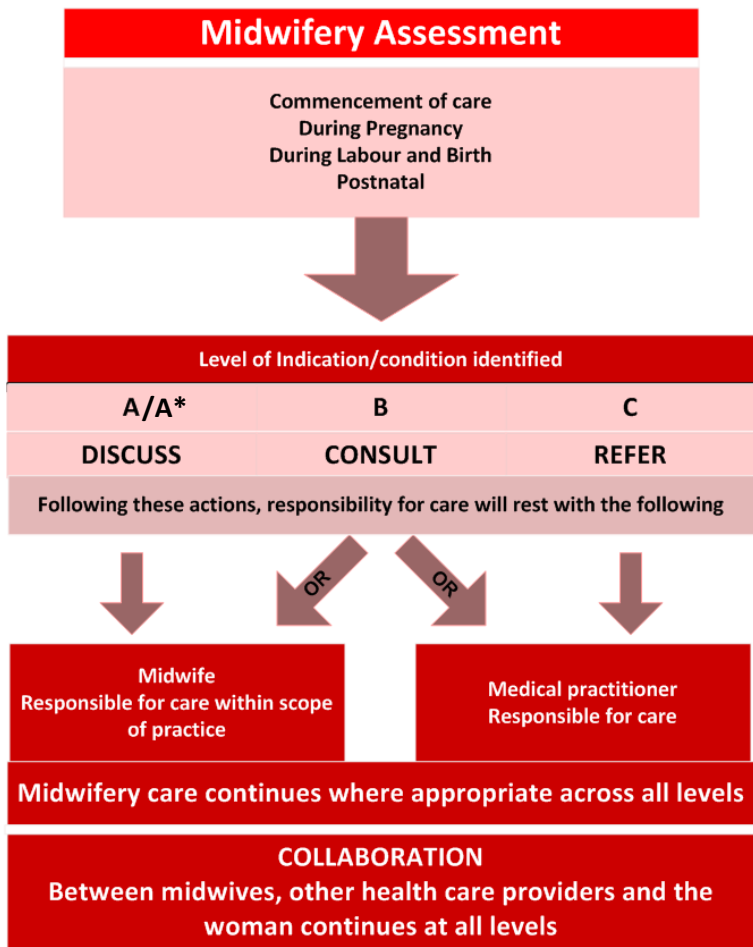 Midwifery Assessment
Commencement of care
During Pregnancy
During Labour and Birth
Postnatal
Level of Indication/condition identified
A/A* B C
DISCUSS CONSULT REFER
Following these actions, responsibility for care will rest with the following
OR OR
Midwife
Responsible for care within scope
of practice
Medical practitioner
Responsible for care
Midwifery care continues where appropriate across all levels
COLLABORATION
Between midwives, other health care providers and the
woman continues at all levels